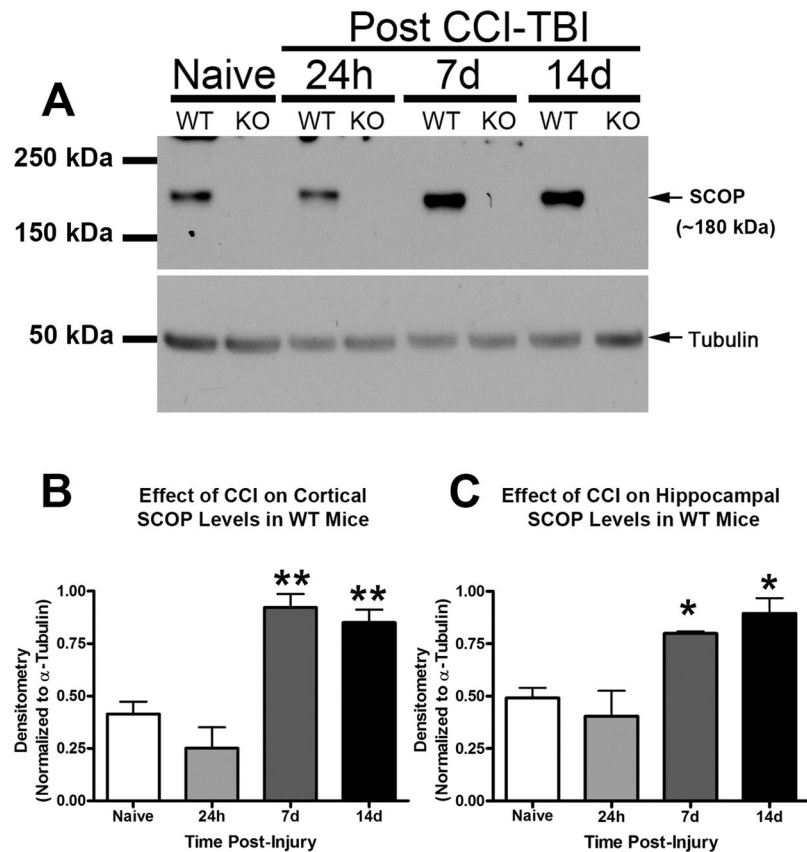 Post CCI-TBI
Naive 24h 7d 14d
A
WT KO WT KO WT KO WT KO
250 kDa
SCOP
(~180 kDa)
150 kDa
50 kDa
Tubulin
B
Effect of CCI on Cortical
SCOP Levels in WT Mice
Densitometry
(Normalized to α-Tubulin)
1.00
0.75
0.50
0.25
0.00
** **
Naive 24h 7d 14d
Time Post-Injury
C
Effect of CCI on Hippocampal
SCOP Levels in WT Mice
Densitometry
(Normalized to α-Tubulin)
1.00
0.75
0.50
0.25
0.00
* *
Naive 24h 7d 14d
Time Post-Injury